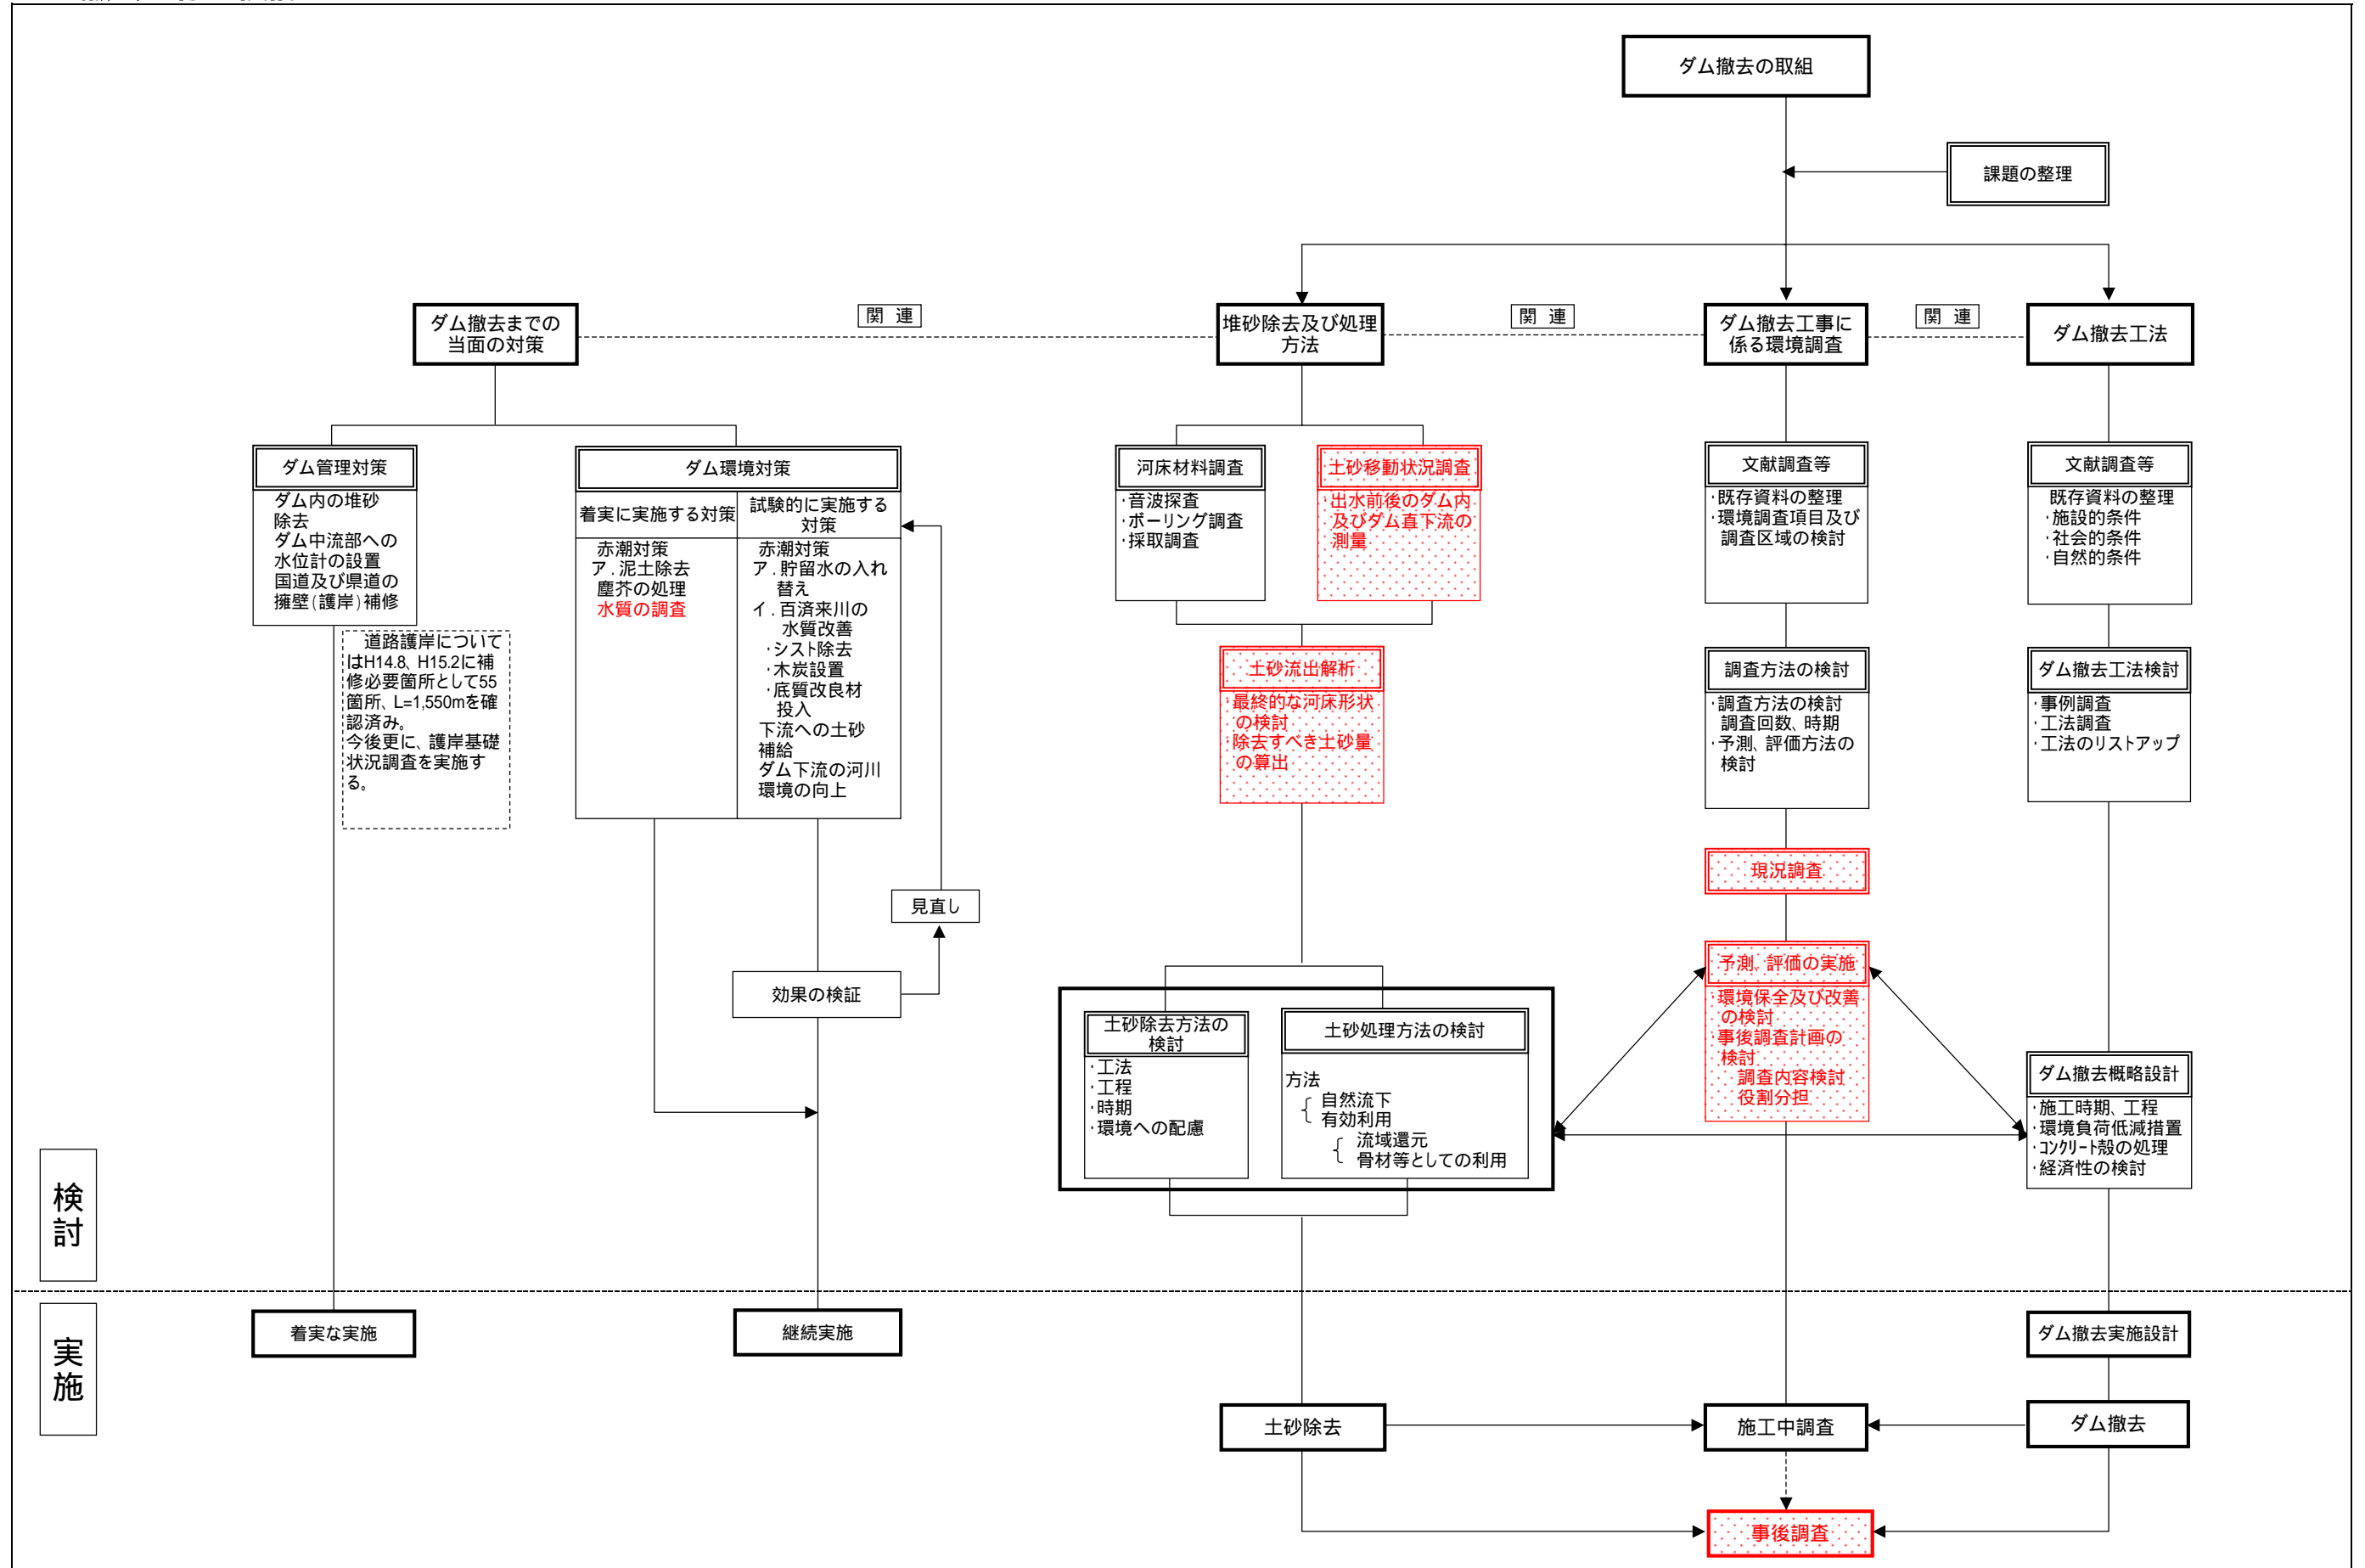 ダム撤去の取組
課題の整理
ダム撤去までの
当面の対策
関 連
堆砂除去及び処理
方法
関 連
ダム撤去工事に
係る環境調査
関 連
ダム撤去工法
ダム管理対策
ダム内の堆砂
除去
ダム中流部への
水位計の設置
国道及び県道の
擁壁(護岸)補修
道路護岸について
はH14.8、H15.2に補
修必要箇所として55
箇所、L=1,550mを確
認済み。
今後更に、護岸基礎
状況調査を実施す
る。
ダム環境対策
着実に実施する対策
赤潮対策
ア.泥土除去
塵芥の処理
水質の調査
試験的に実施する
対策
赤潮対策
ア.貯留水の入れ
替え
イ.百済来川の
水質改善
・シスト除去
・木炭設置
・底質改良材
投入
下流への土砂
補給
ダム下流の河川
環境の向上
見直し
効果の検証
河床材料調査
・音波探査
・ボーリング調査
・採取調査
土砂移動状況調査
・出水前後のダム内
及びダム直下流の
測量
土砂流出解析
・最終的な河床形状
の検討
・除去すべき土砂量
の算出
土砂除去方法の
検討
・工法
・工程
・時期
・環境への配慮
土砂処理方法の検討
方法
自然流下
有効利用
流域還元
骨材等としての利用
文献調査等
・既存資料の整理
・環境調査項目及び
調査区域の検討
調査方法の検討
・調査方法の検討
調査回数、時期
・予測、評価方法の
検討
現況調査
予測、評価の実施
・環境保全及び改善
の検討
・事後調査計画の
検討
調査内容検討
役割分担
文献調査等
既存資料の整理
・施設的条件
・社会的条件
・自然的条件
ダム撤去工法検討
・事例調査
・工法調査
・工法のリストアップ
ダム撤去概略設計
・施工時期、工程
・環境負荷低減措置
・コンクリート殻の処理
・経済性の検討
検討
実施
着実な実施
継続実施
ダム撤去実施設計
土砂除去
施工中調査
ダム撤去
事後調査